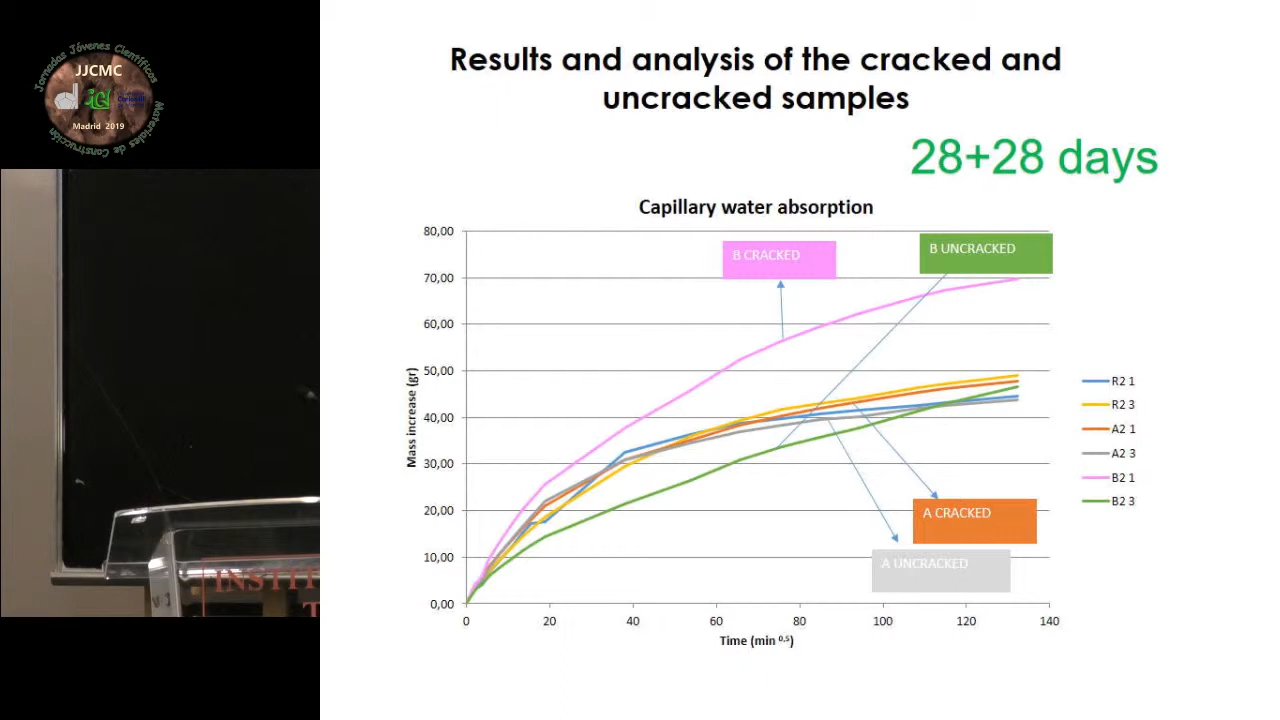 Jornadas Jóvenes Científicos
JJCMC
Madrid 2019
Materiales de Construcción
Results and analysis of the cracked and
uncracked samples
28+28 days
Capillary water absorption
80,00
70,00
60,00
50,00
40,00
30,00
20,00
10,00
0,00
Mass increase (gr)
0 20 40 60 80 100 120 140
Time (min 0,5)
B CRACKED
B UNCRACKED
A CRACKED
A UNCRACKED
R2 1
R2 3
A2 1
A2 3
B2 1
B2 3